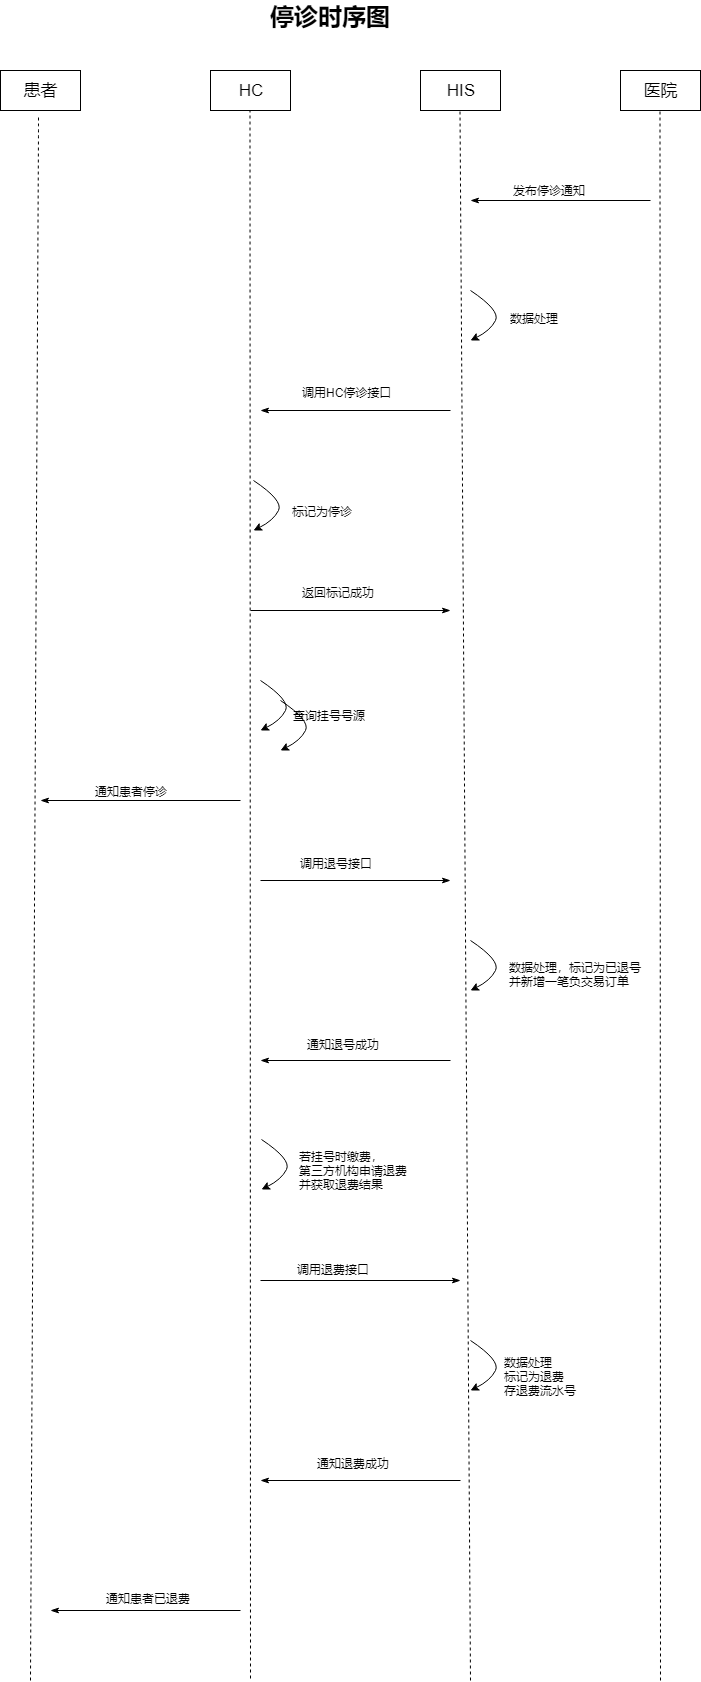 停诊时序图
患者
HC
HIS
医院
发布停诊通知
数据处理
调用HC停诊接口
标记为停诊
返回标记成功
查询挂号号源
通知患者停诊
调用退号接口
数据处理，标记为已退号
并新增一笔负交易订单
通知退号成功
若挂号时缴费，
第三方机构申请退费
并获取退费结果
调用退费接口
数据处理
标记为退费
存退费流水号
通知退费成功
通知患者已退费